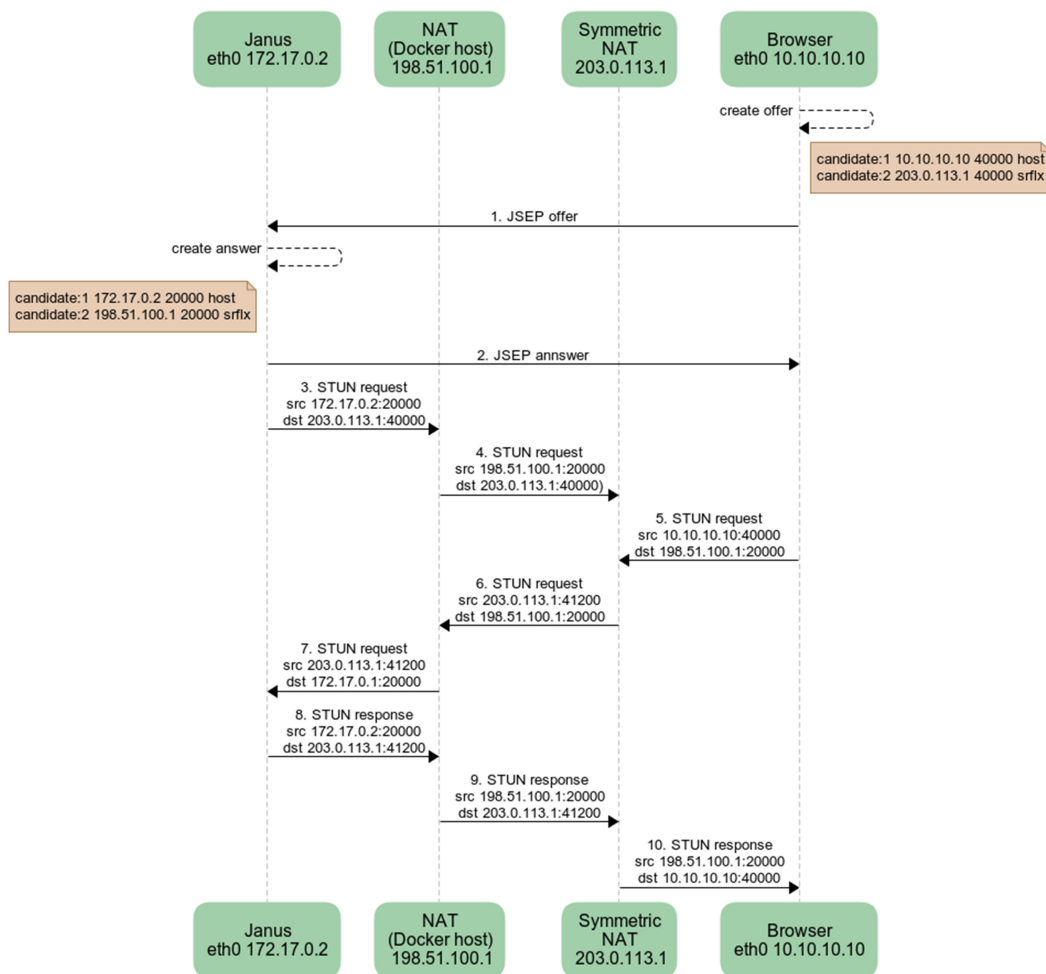 Janus
eth0 172.17.0.2
NAT
(Docker host)
198.51.100.1
Symmetric
NAT
203.0.113.1
Browser
eth0 10.10.10.10
create offer
candidate:1 10.10.10.10 40000 host
candidate:2 203.0.113.1 40000 srflx
1. JSEP offer
create answer
candidate:1 172.17.0.2 20000 host
candidate:2 198.51.100.1 20000 srflx
2. JSEP annswer
3. STUN request
src 172.17.0.2:20000
dst 203.0.113.1:40000
4. STUN request
src 198.51.100.1:20000
dst 203.0.113.1:40000)
5. STUN request
src 10.10.10.10:40000
dst 198.51.100.1:20000
6. STUN request
src 203.0.113.1:41200
dst 198.51.100.1:20000
7. STUN request
src 203.0.113.1:41200
dst 172.17.0.1:20000
8. STUN response
src 172.17.0.2:20000
dst 203.0.113.1:41200
9. STUN response
src 198.51.100.1:20000
dst 203.0.113.1:41200
10. STUN response
src 198.51.100.1:20000
dst 10.10.10.10:40000
Janus
eth0 172.17.0.2
NAT
(Docker host)
198.51.100.1
Symmetric
NAT
203.0.113.1
Browser
eth0 10.10.10.10